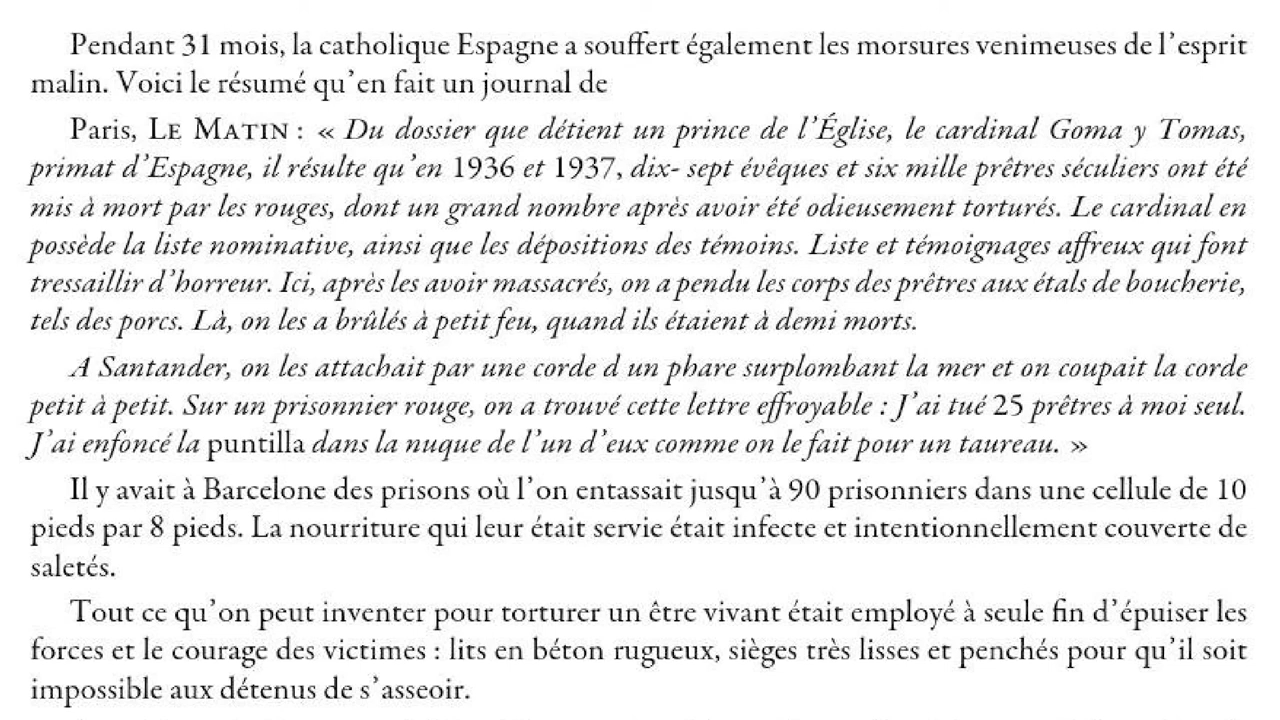 Pendant 31 mois, la catholique Espagne a souffert également les morsures venimeuses de l'esprit
malin. Voici le résumé qu'en fait un journal de
Paris, LE MATIN : « Du dossier que détient un prince de l'Église, le cardinal Goma y Tomas,
primat d'Espagne, il résulte qu'en 1936 et 1937, dix- sept évêques et six mille prêtres séculiers ont été
mis à mort par les rouges, dont un grand nombre après avoir été odieusement torturés. Le cardinal en
possède la liste nominative, ainsi que les dépositions des témoins. Liste et témoignages affreux qui font
tressaillir d'horreur. Ici, après les avoir massacrés, on a pendu les corps des prêtres aux étals de boucherie,
tels des porcs. Là, on les a brûlés à petit feu, quand ils étaient à demi morts.
A Santander, on les attachait par une corde d un phare surplombant la mer et on coupait la corde
petit à petit. Sur un prisonnier rouge, on a trouvé cette lettre effroyable : J'ai tué 25 prêtres à moi seul.
J'ai enfoncé la puntilla dans la nuque de l'un d'eux comme on le fait pour un taureau. »
Il y avait à Barcelone des prisons où l'on entassait jusqu'à 90 prisonniers dans une cellule de 10
pieds par 8 pieds. La nourriture qui leur était servie était infecte et intentionnellement couverte de
saletés.
Tout ce qu'on peut inventer pour torturer un être vivant était employé à seule fin d'épuiser les
forces et le courage des victimes : lits en béton rugueux, sièges très lisses et penchés pour qu'il soit
impossible aux détenus de s'asseoir.